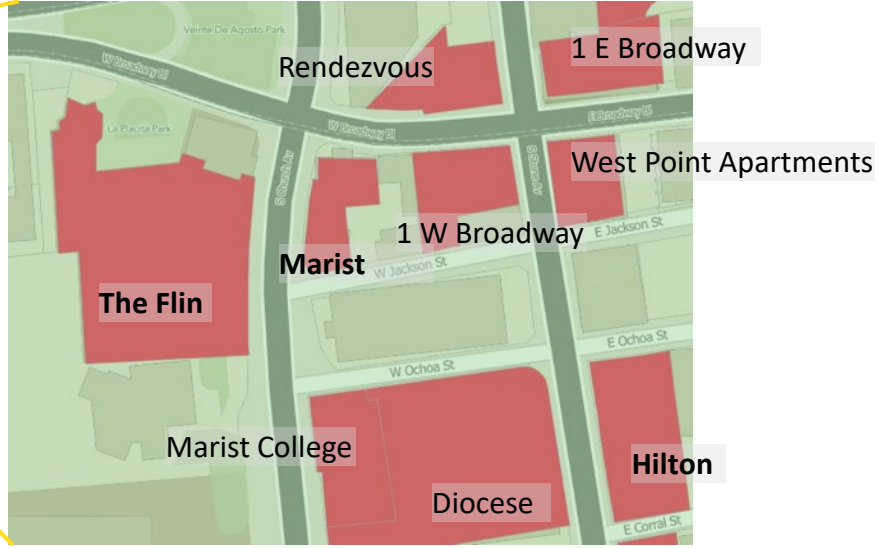 Veinte De Agosto Park
W Broadway Bl
Rendezvous
1 E Broadway
La Placita Park
W Broadway Bl
E Broadway Bl
S Church Av
S Stone Av
West Point Apartments
1 W Broadway
E Jackson St
Marist
W Jackson St
The Flin
E Ochoa St
W Ochoa St
Marist College
Hilton
Diocese
E Corral St